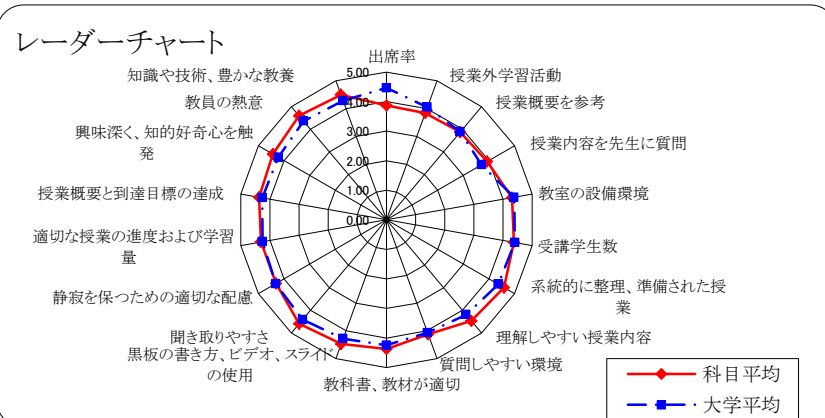 レーダーチャート
出席率
授業外学習活動
授業概要を参考
授業内容を先生に質問
教室の設備環境
受講学生数
系統的に整理、準備された授
業
理解しやすい授業内容
質問しやすい環境
教科書、教材が適切
黒板の書き方、ビデオ、スライド
の使用
聞き取りやすさ
静寂を保つための適切な配慮
適切な授業の進度および学習
量
授業概要と到達目標の達成
興味深く、知的好奇心を触
発
教員の熱意
知識や技術、豊かな教養
5.00
4.00
3.00
2.00
1.00
0.00
科目平均
大学平均